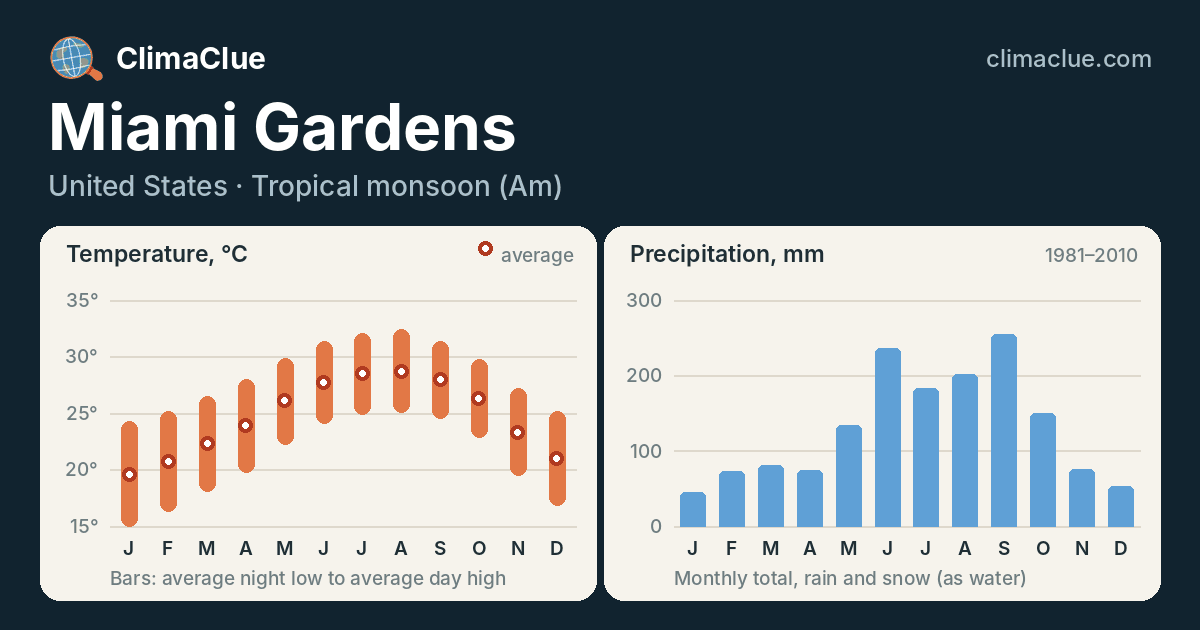 ClimaClue
climaclue.com
Miami Gardens
United States · Tropical monsoon (Am)
Temperature, °C
average
35°
30°
25°
20°
15°
J F M A M J J A S O N D
Bars: average night low to average day high
Precipitation, mm
1981–2010
300
200
100
0
J F M A M J J A S O N D
Monthly total, rain and snow (as water)